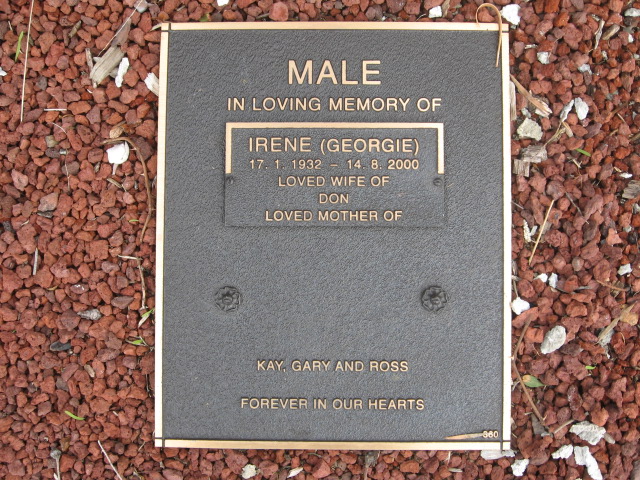 MALE
IN LOVING MEMORY OF
IRENE (GEORGIE)
17. 1. 1932 - 14. 8. 2000
LOVED WIFE OF
DON
LOVED MOTHER OF
KAY, GARY AND ROSS
FOREVER IN OUR HEARTS
360